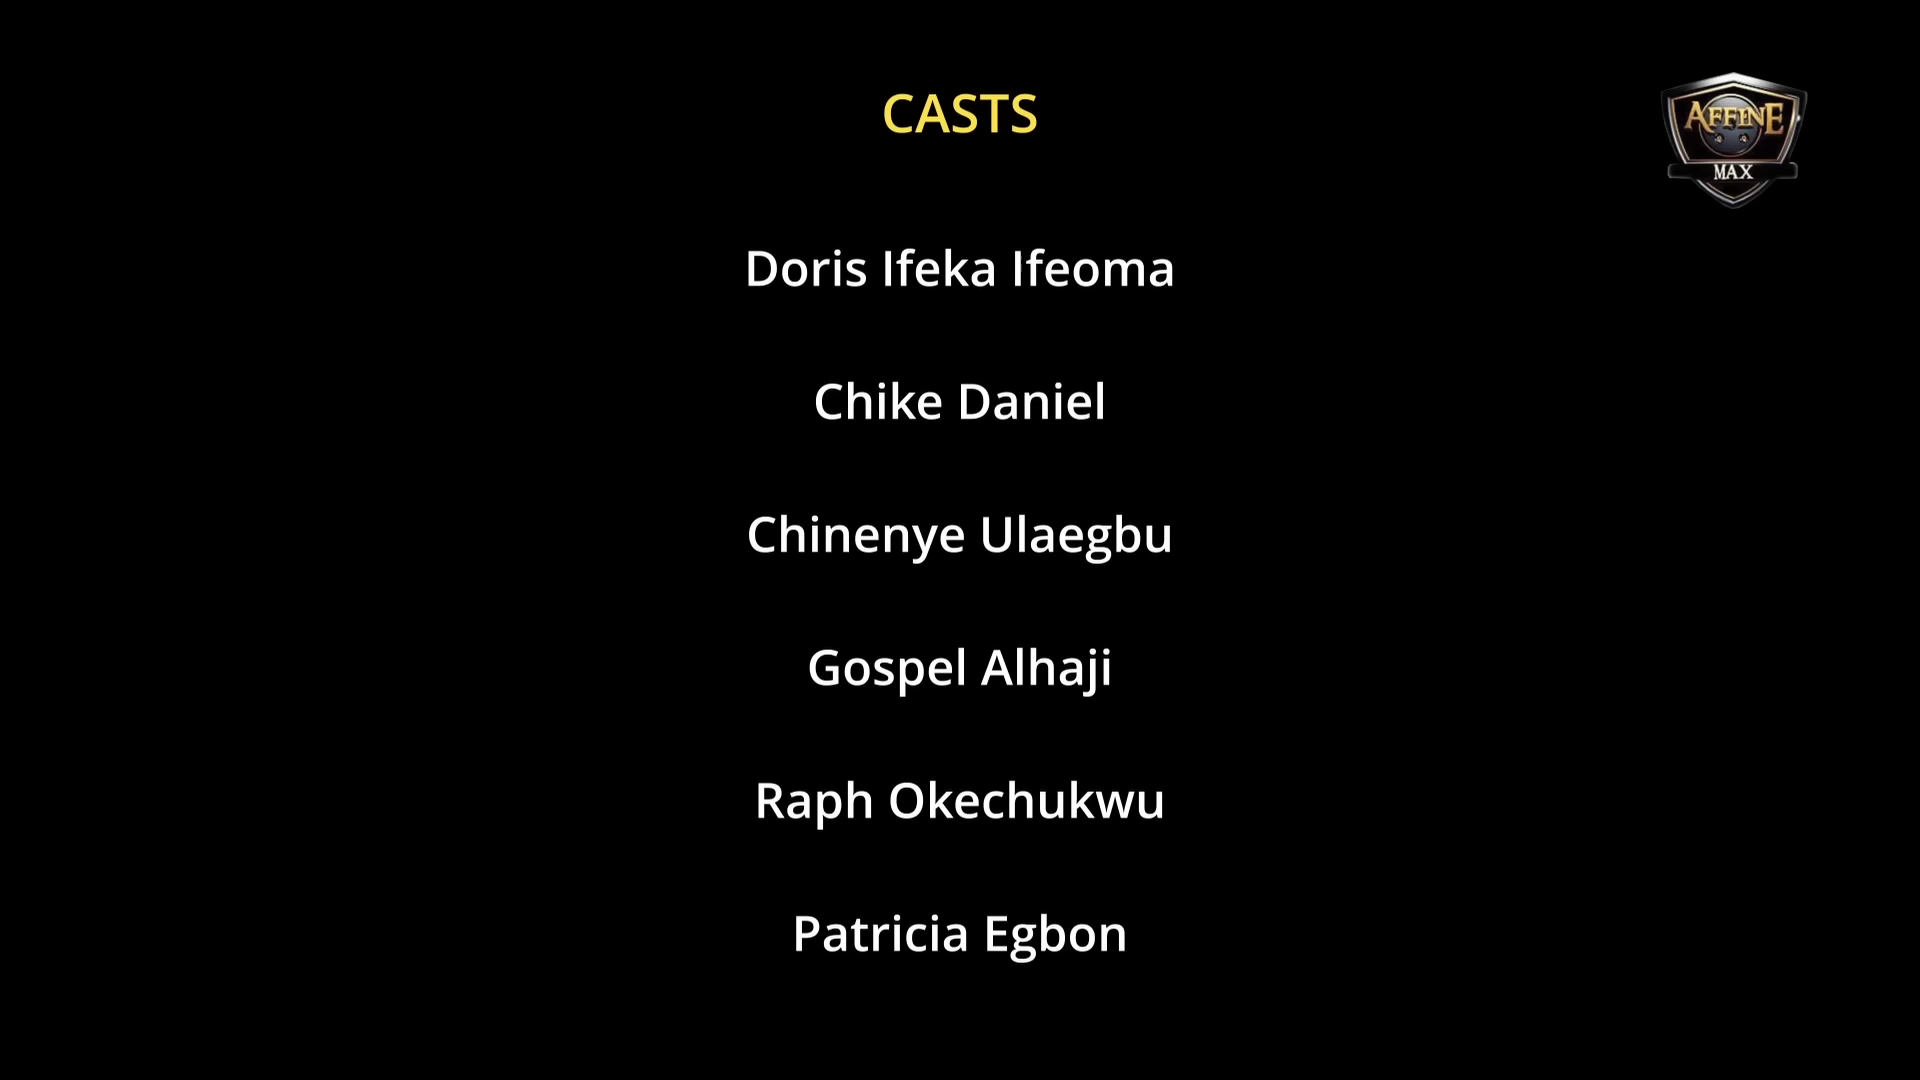 CASTS
AFFINE
MAX
Doris Ifeka Ifeoma
Chike Daniel
Chinenye Ulaegbu
Gospel Alhaji
Raph Okechukwu
Patricia Egbon